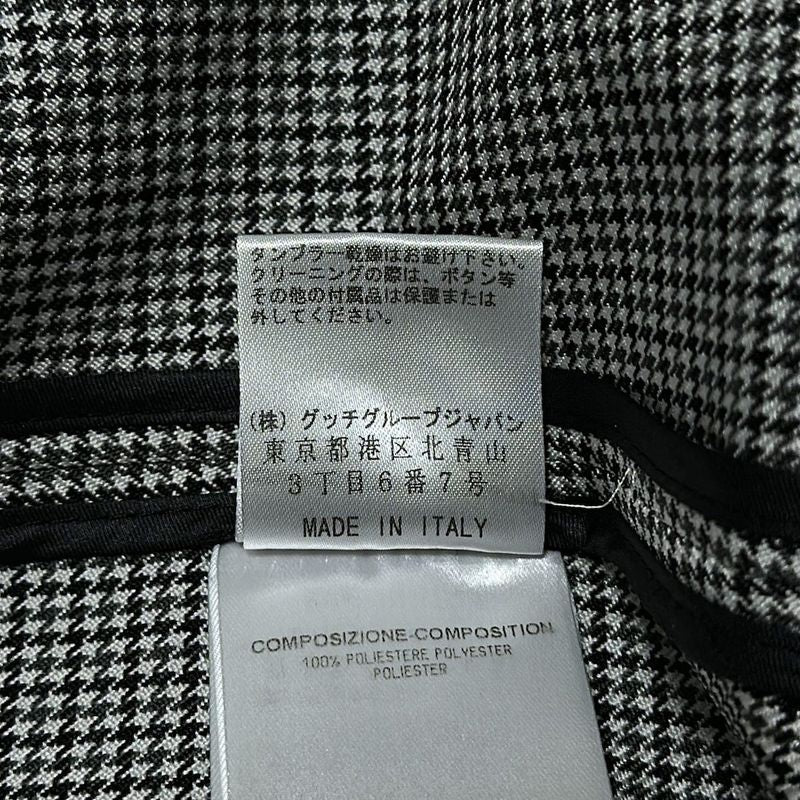 タンブラー乾燥はお避け下さい。
クリーニングの際は、ボタン等
その他の付属品は保護または
外してください。
(株) グッチグループジャパン
東京都港区北青山
3丁目6番7号
MADE IN ITALY
COMPOSIZIONE-COMPOSITION
100% POLIESTERE POLYESTER
POLIESTER